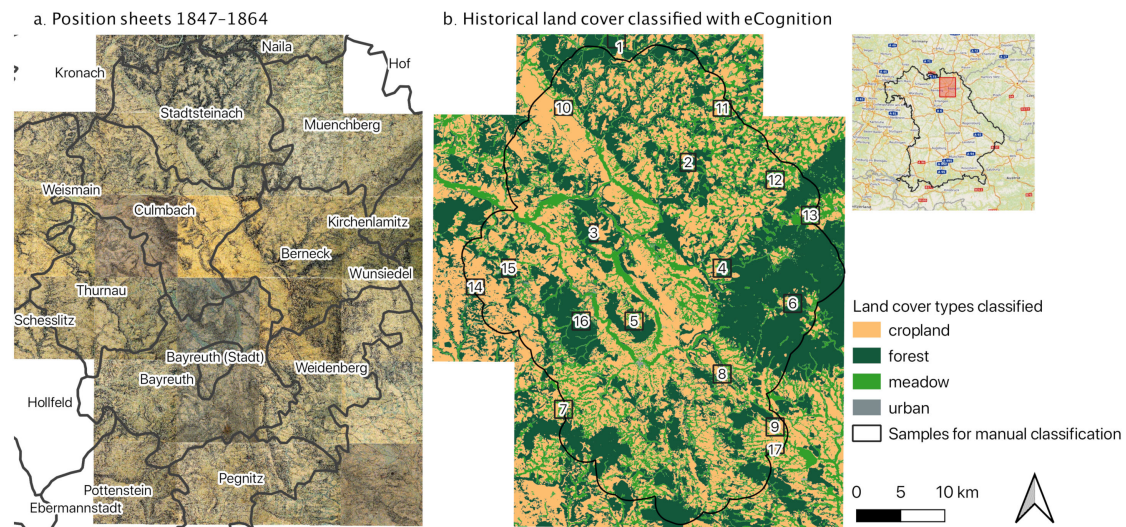 a. Position sheets 1847–1864
b. Historical land cover classified with eCognition
Naila
Kronach
Hof
Stadtsteinach
Muenchberg
Weismain
Culmbach
Kirchenlamitz
Berneck
Wunsiedel
Thurnau
Schesslitz
Bayreuth (Stadt)
Weidenberg
Bayreuth
Hollfeld
Pegnitz
Pottenstein
Ebermannstadt
1
10
11
2
12
13
3
4
15
14
6
16
5
8
7
9
17
Land cover types classified
cropland
forest
meadow
urban
Samples for manual classification
0 5 10 km